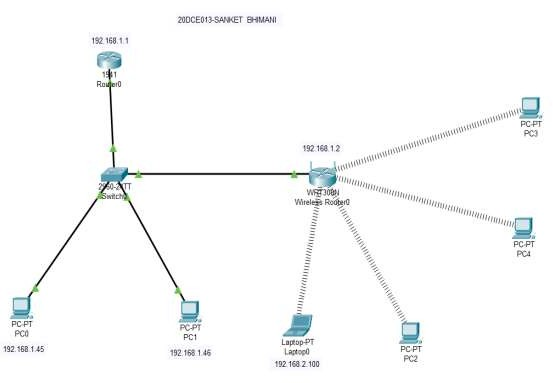 20DCE013-SANKET BHIMANI
192.168.1.1
1941
Router0
PC-PT
PC3
192.168.1.2
2960-24TT
Switch0
WRT300N
Wireless Router0
PC-PT
PC4
PC-PT
PC0
192.168.1.45
PC-PT
PC1
192.168.1.46
Laptop-PT
Laptop0
192.168.2.100
PC-PT
PC2